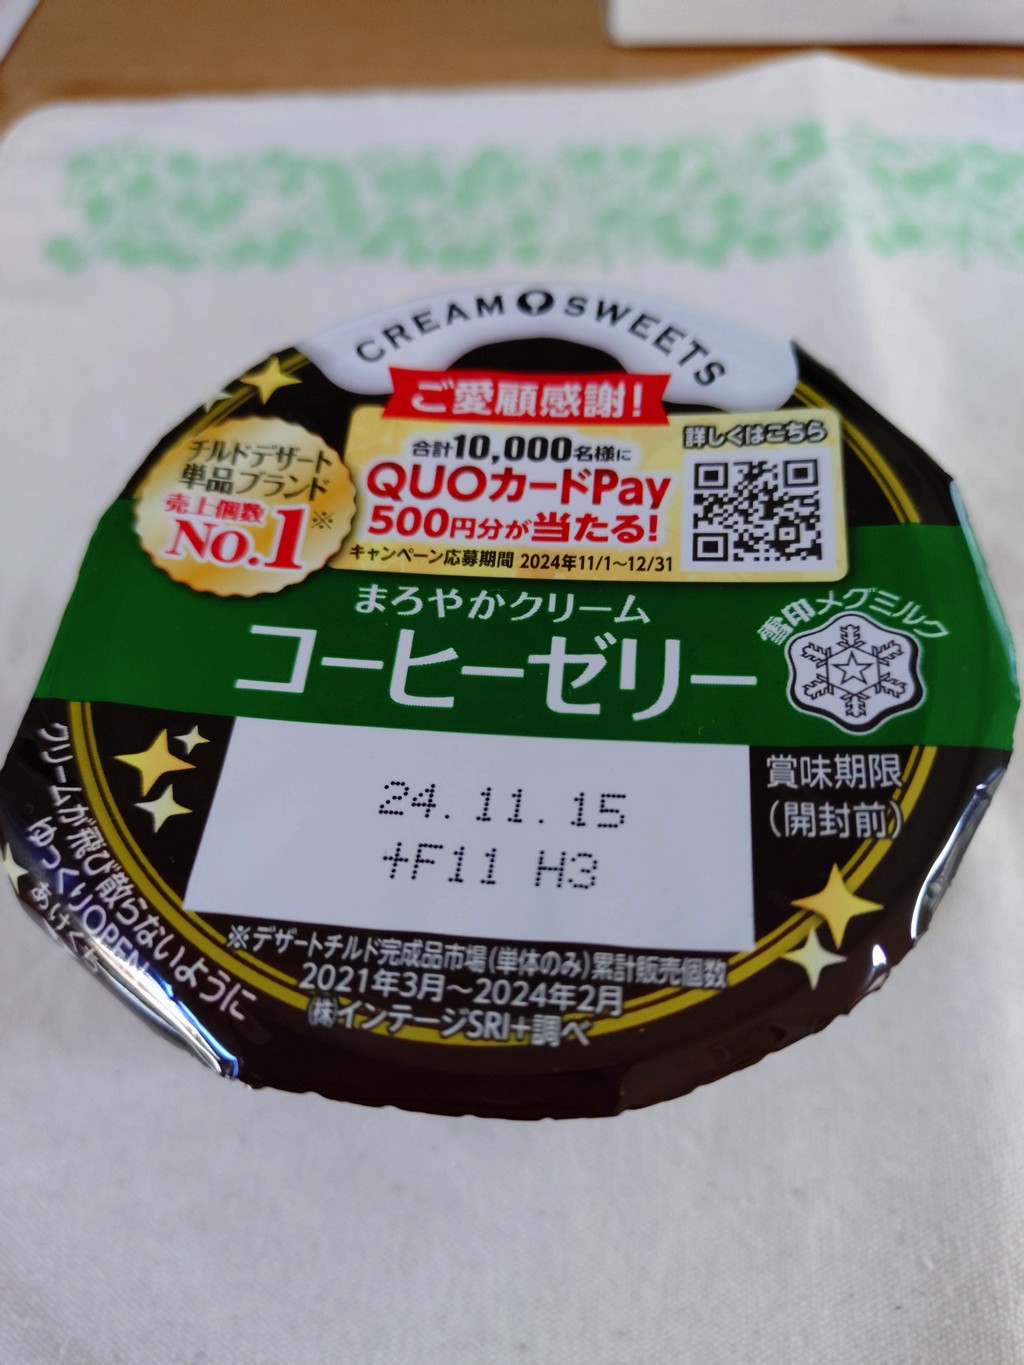 CREAM SWEETS
ご愛顧感謝!
チルドデザート
単品ブランド
売上個数
No.1※
合計10,000名様に
QUOカードPay
500円分が当たる!
キャンペーン応募期間 2024年11/1~12/31
詳しくはこちら
まろやかクリーム
コーヒーゼリー
雪印メグミルク
24.11.15
+F11 H3
賞味期限
(開封前)
※デザートチルド完成品市場(単体のみ)累計販売個数
2021年3月~2024年2月
㈱インテージSRI+調べ
クリームが飛び散らないように
ゆっくりOPEN
あけくち